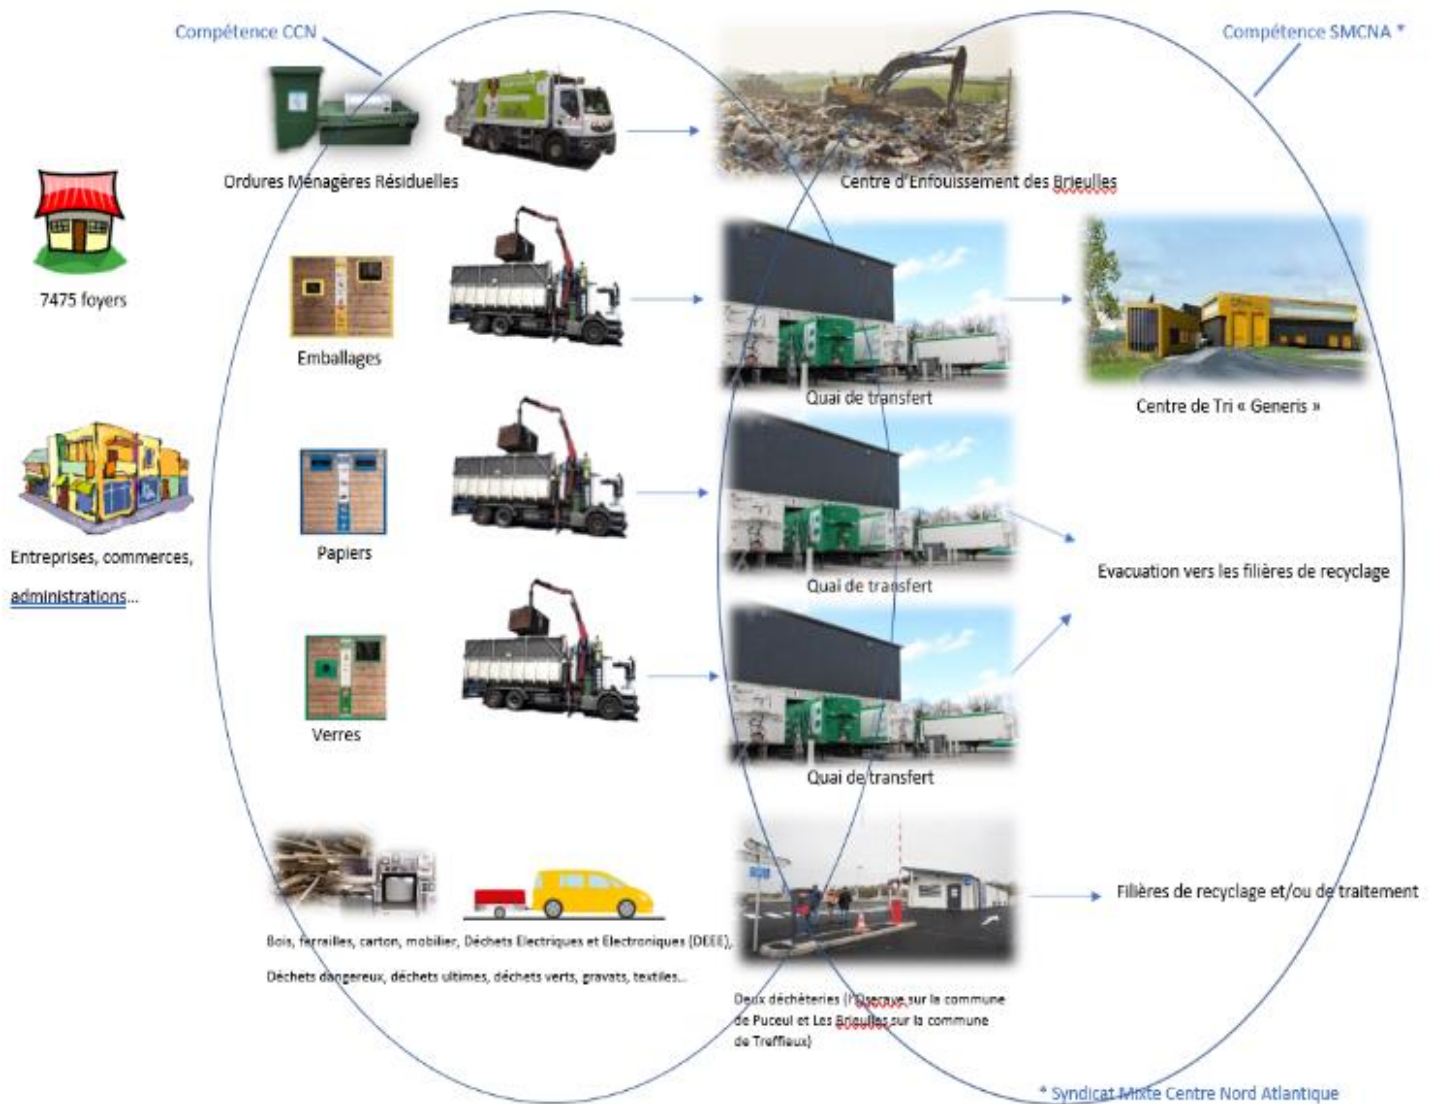 Compétence CCN
Compétence SMCNA *
Ordures Ménagères Résiduelles
Centre d'Enfouissement des Brieulles
7475 foyers
Emballages
Quai de transfert
Centre de Tri « Generis »
Entreprises, commerces,
administrations...
Papiers
Quai de transfert
Evacuation vers les filières de recyclage
Verres
Quai de transfert
Filières de recyclage et/ou de traitement
Bois, ferrailles, carton, mobilier, Déchets Electriques et Electroniques (DEEE),
Déchets dangereux, déchets ultimes, déchets verts, gravats, textiles...
Deux déchèteries (l'Oseraye sur la commune
de Puceul et Les Brieulles sur la commune
de Treffieux)
* Syndicat Mixte Centre Nord Atlantique